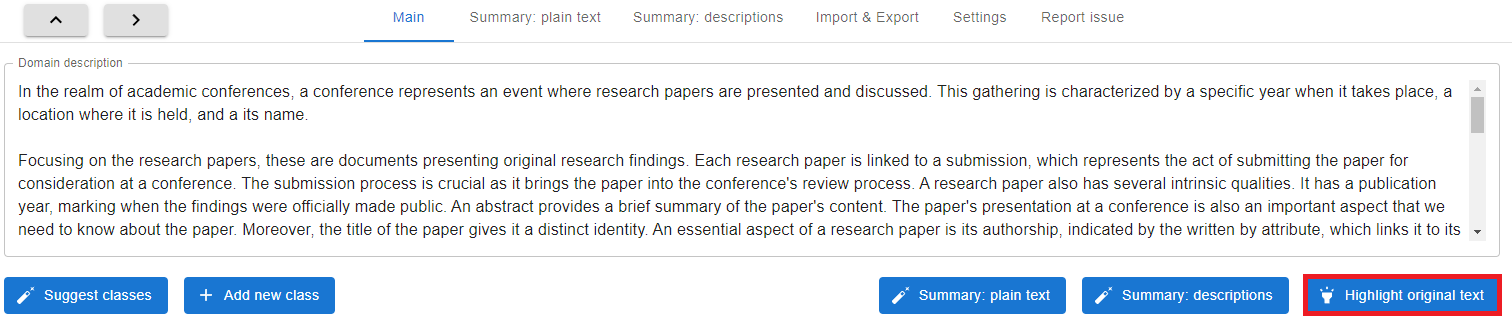 Main Summary: plain text Summary: descriptions Import & Export Settings Report issue
Domain description
In the realm of academic conferences, a conference represents an event where research papers are presented and discussed. This gathering is characterized by a specific year when it takes place, a
location where it is held, and a its name.
Focusing on the research papers, these are documents presenting original research findings. Each research paper is linked to a submission, which represents the act of submitting the paper for
consideration at a conference. The submission process is crucial as it brings the paper into the conference's review process. A research paper also has several intrinsic qualities. It has a publication
year, marking when the findings were officially made public. An abstract provides a brief summary of the paper's content. The paper's presentation at a conference is also an important aspect that we
need to know about the paper. Moreover, the title of the paper gives it a distinct identity. An essential aspect of a research paper is its authorship, indicated by the written by attribute, which links it to its
Suggest classes Add new class Summary: plain text Summary: descriptions Highlight original text